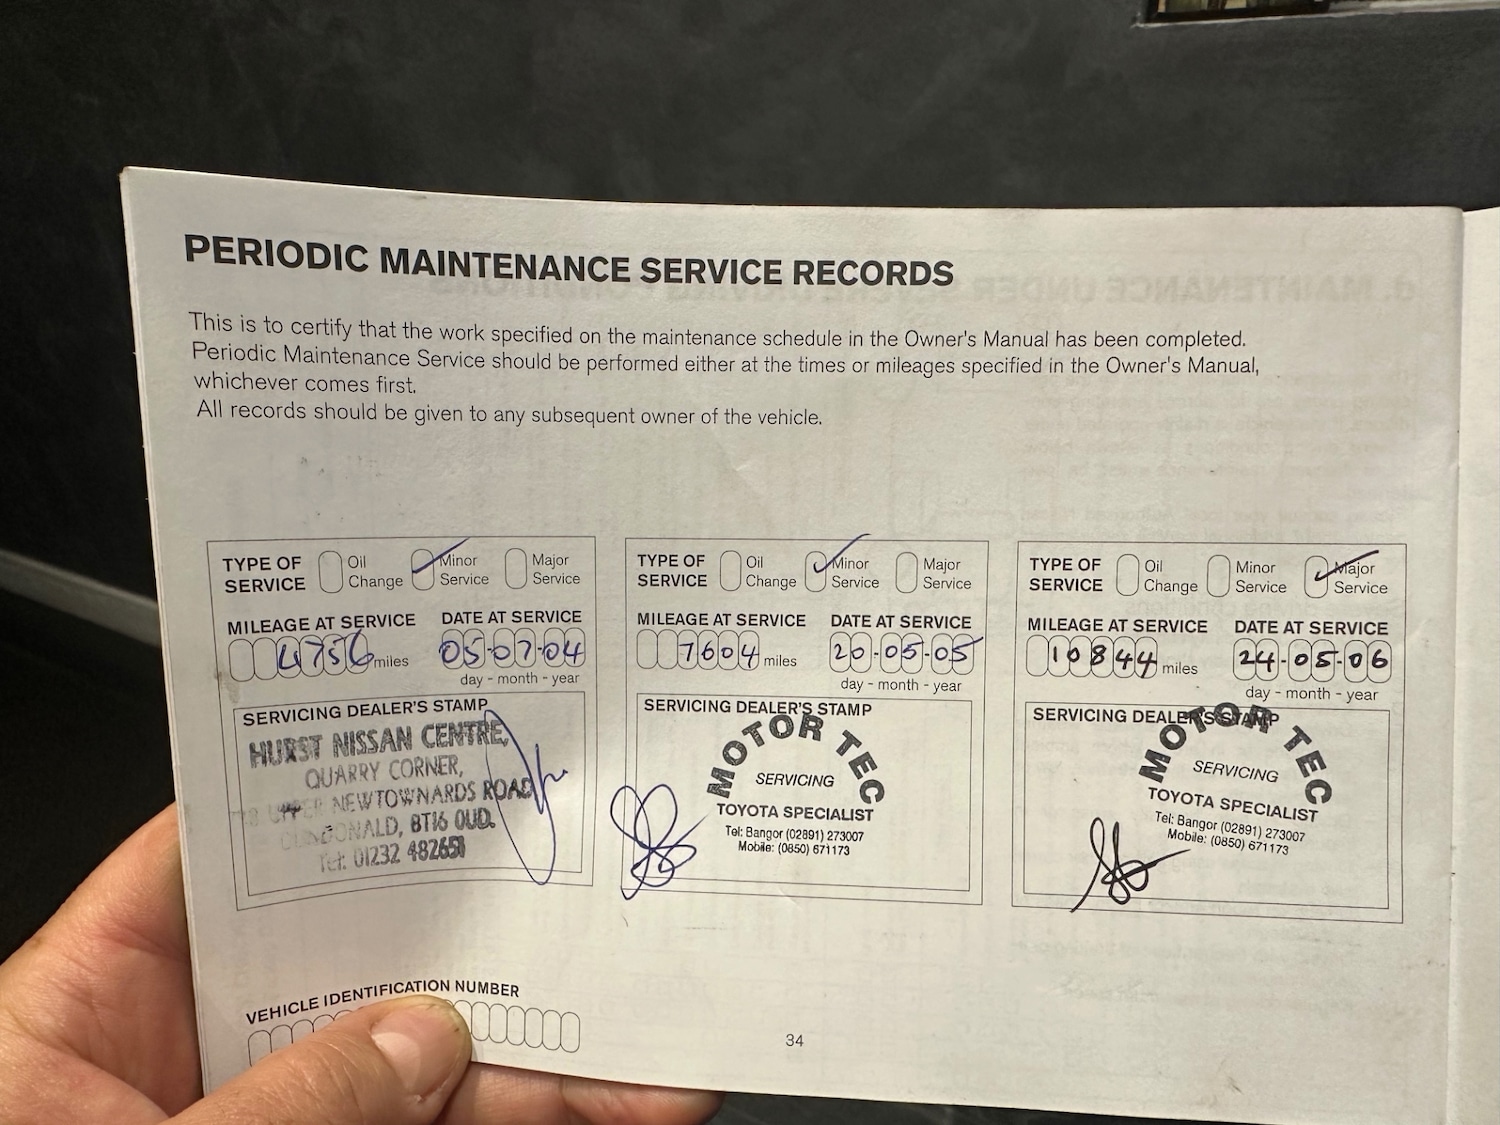 PERIODIC MAINTENANCE SERVICE RECORDS
This is to certify that the work specified on the maintenance schedule in the Owner's Manual has been completed.
Periodic Maintenance Service should be performed either at the times or mileages specified in the Owner's Manual,
whichever comes first.
All records should be given to any subsequent owner of the vehicle.
TYPE OF SERVICE
Oil Change
Minor Service
Major Service
MILEAGE AT SERVICE
4756 miles
DATE AT SERVICE
05-07-04
day - month - year
SERVICING DEALER'S STAMP
HURST NISSAN CENTRE,
QUARRY CORNER,
UPPER NEWTOWNARDS ROAD
DUNDONALD, BT16 0UD.
Tel: 01232 482651
TYPE OF SERVICE
Oil Change
Minor Service
Major Service
MILEAGE AT SERVICE
7604 miles
DATE AT SERVICE
20-05-05
day - month - year
SERVICING DEALER'S STAMP
MOTOR TEC
SERVICING
TOYOTA SPECIALIST
Tel: Bangor (02891) 273007
Mobile: (0850) 671173
TYPE OF SERVICE
Oil Change
Minor Service
Major Service
MILEAGE AT SERVICE
10844 miles
DATE AT SERVICE
24-05-06
day - month - year
SERVICING DEALER'S STAMP
MOTOR TEC
SERVICING
TOYOTA SPECIALIST
Tel: Bangor (02891) 273007
Mobile: (0850) 671173
VEHICLE IDENTIFICATION NUMBER
34